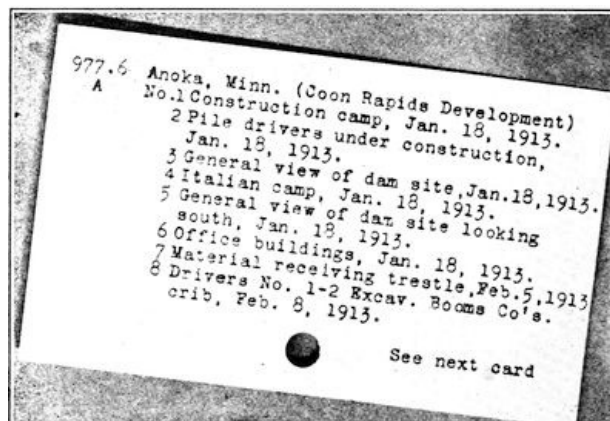 977.6 Anoka, Minn. (Coon Rapids Development)
A No.1 Construction camp, Jan. 18, 1913.
2 Pile drivers under construction,
Jan. 18, 1913.
3 General view of dam site, Jan.18,1913.
4 Italian camp, Jan. 18, 1913.
5 General view of dam site looking
south, Jan. 18, 1913.
6 Office buildings, Jan. 18, 1913.
7 Material receiving trestle, Feb.5,1913
8 Drivers No. 1-2 Excav. Booms Co's.
crib, Feb. 8, 1913.
See next card